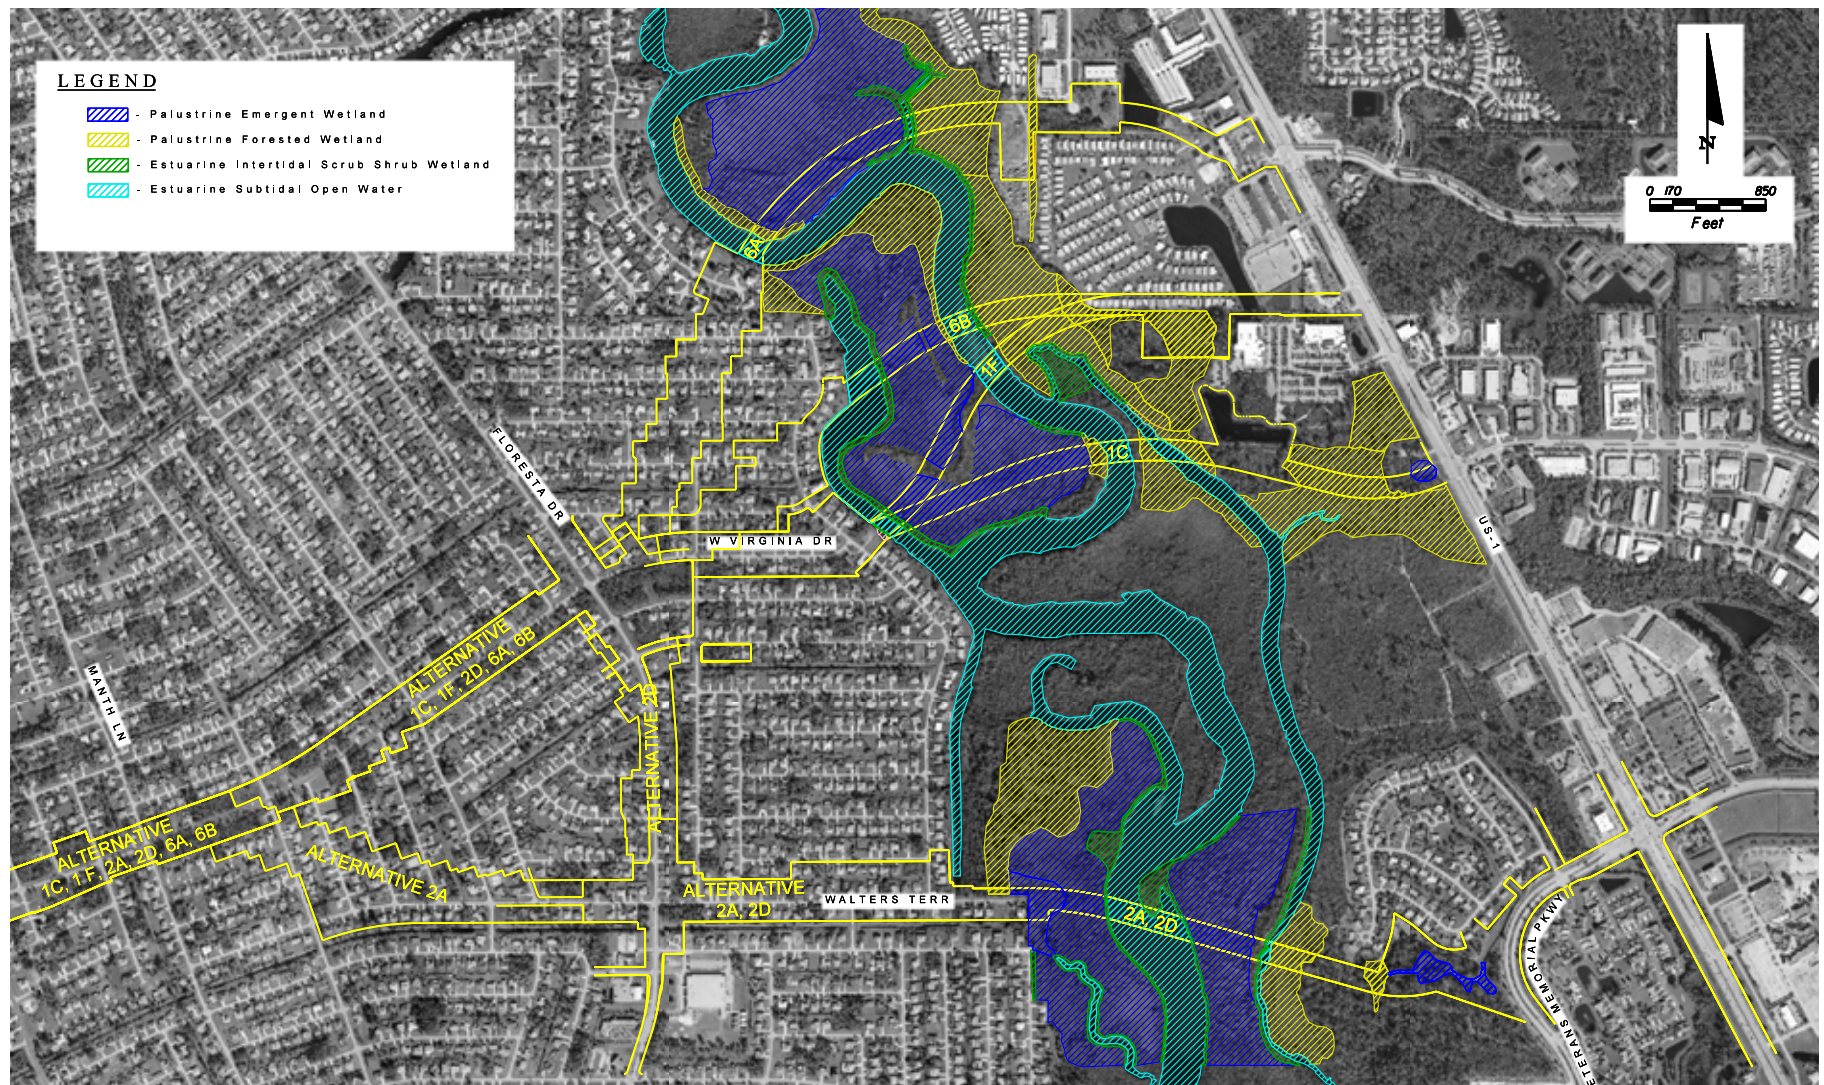 LEGEND
- Palustrine Emergent Wetland
- Palustrine Forested Wetland
- Estuarine Intertidal Scrub Shrub Wetland
- Estuarine Subtidal Open Water
N
0 170 850
Feet
6A
6B
1F
1C
FLORESTA DR
W VIRGINIA DR
US-1
ALTERNATIVE
1C, 1F, 2D, 6A, 6B
MANTH LN
ALTERNATIVE 2D
ALTERNATIVE
1C, 1F, 2A, 2D, 6A, 6B
ALTERNATIVE 2A
ALTERNATIVE
2A, 2D
WALTERS TERR
2A, 2D
ETERANS MEMORIAL PKWY